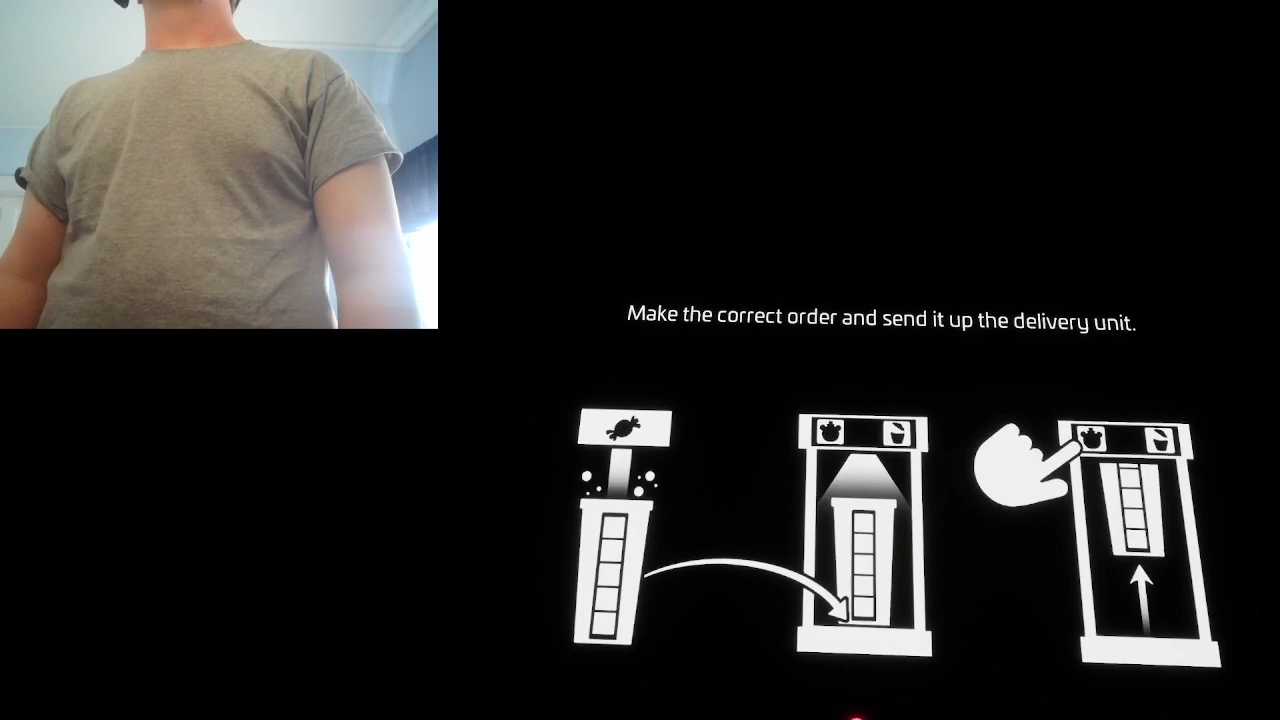 Make the correct order and send it up the delivery unit.